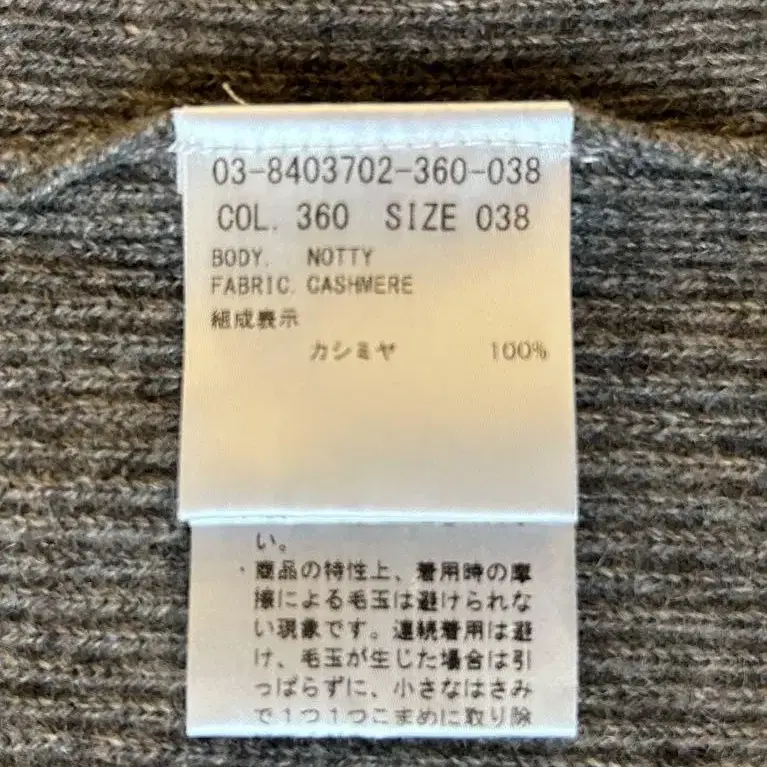 03-8403702-360-038
COL. 360 SIZE 038
BODY. NOTTY
FABRIC. CASHMERE
組成表示
カシミヤ 100%
い。
・商品の特性上、着用時の摩
擦による毛玉は避けられな
い現象です。連続着用は避
け、毛玉が生じた場合は引
っぱらずに、小さなはさみ
で1つ1つこまめに取り除